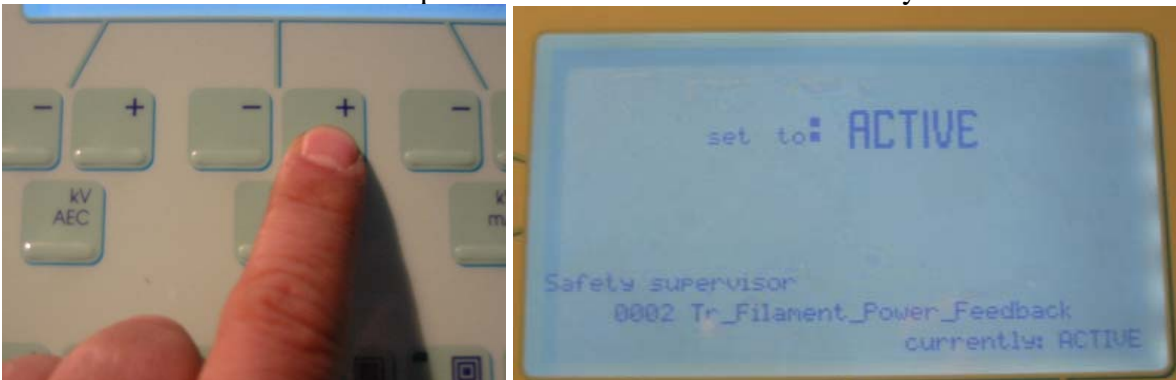 - + - + -
kV
AEC
set to: ACTIVE
Safety supervisor
0002 Tr_Filament_Power_Feedback
currently: ACTIVE